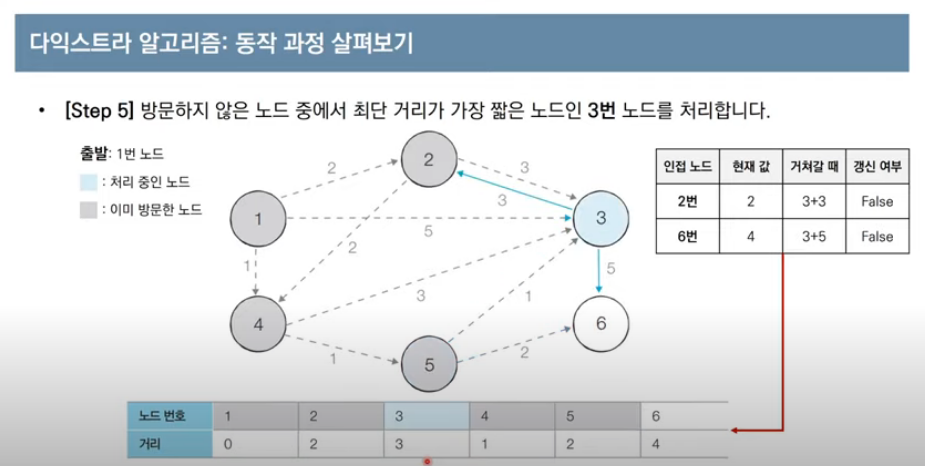 다익스트라 알고리즘: 동작 과정 살펴보기
• [Step 5] 방문하지 않은 노드 중에서 최단 거리가 가장 짧은 노드인 3번 노드를 처리합니다.
출발: 1번 노드
: 처리 중인 노드
: 이미 방문한 노드
인접 노드 현재 값 거쳐갈 때 갱신 여부
2번 2 3+3 False
6번 4 3+5 False
2
2
3
3
1
5
3
2
1
5
4
3
1
6
1
5
2
노드 번호 1 2 3 4 5 6
거리 0 2 3 1 2 4